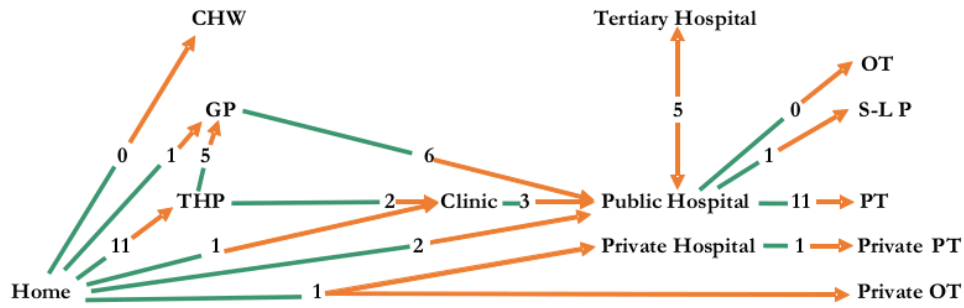 CHW
Tertiary Hospital
OT
GP
0
S-L P
5
0
1
5
6
1
THP
2
Clinic
3
Public Hospital
11
PT
11
1
2
Private Hospital
1
Private PT
Home
1
Private OT